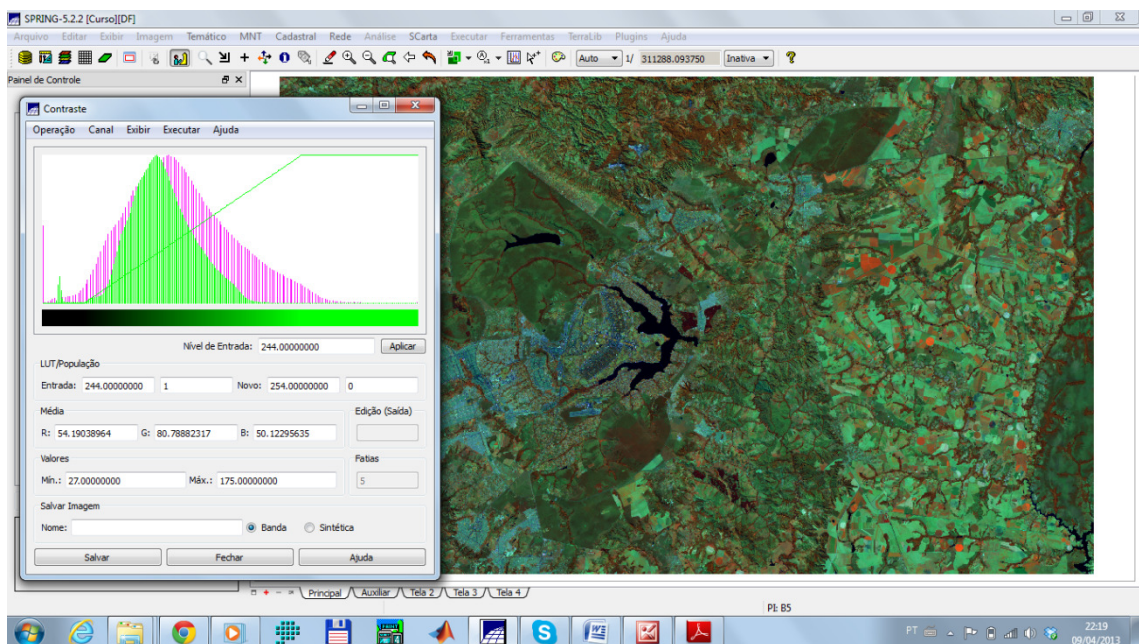 SPRING-5.2.2 [Curso][DF]
Arquivo Editar Exibir Imagem Temático MNT Cadastral Rede Análise SCarta Executar Ferramentas TerraLib Plugins Ajuda
Auto 1/ 311288.093750 Inativa
Painel de Controle
Contraste
Operação Canal Exibir Executar Ajuda
Nível de Entrada: 244.00000000 Aplicar
LUT/População
Entrada: 244.00000000 1 Novo: 254.00000000 0
Média Edição (Saída)
R: 54.19038964 G: 80.78882317 B: 50.12295635
Valores Fatias
Mín.: 27.00000000 Máx.: 175.00000000 5
Salvar Imagem
Nome: Banda Sintética
Salvar Fechar Ajuda
Principal Auxiliar Tela 2 Tela 3 Tela 4
PI: B5
PT 22:19
09/04/2013